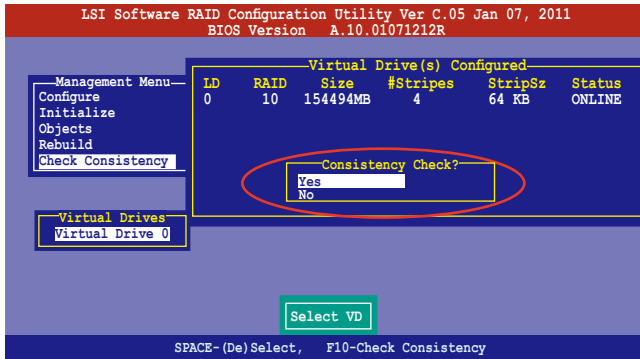 LSI Software RAID Configuration Utility Ver C.05 Jan 07, 2011
BIOS Version A.10.01071212R
Virtual Drive(s) Configured
LD RAID Size #Stripes StripSz Status
0 10 154494MB 4 64 KB ONLINE
Management Menu
Configure
Initialize
Objects
Rebuild
Check Consistency
Consistency Check?
Yes
No
Virtual Drives
Virtual Drive 0
Select VD
SPACE-(De)Select, F10-Check Consistency